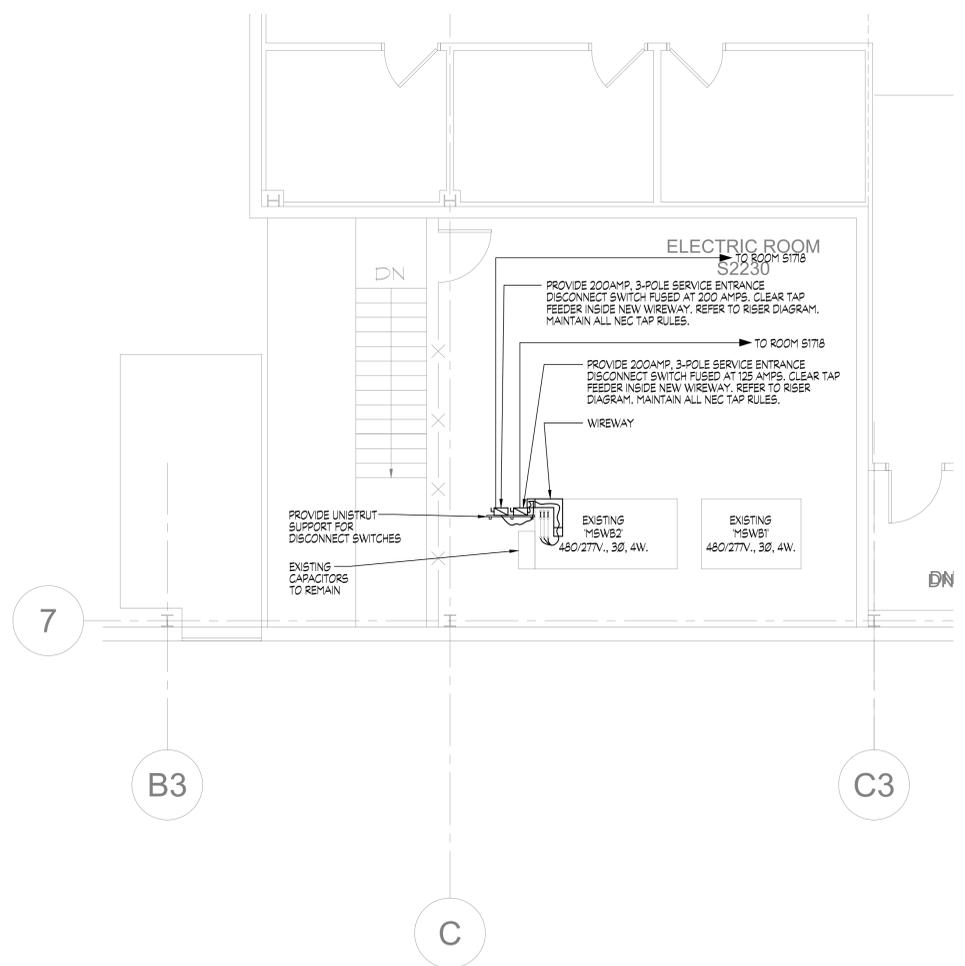 ELECTRIC ROOM
S2230
TO ROOM S1718
DN
PROVIDE 200AMP, 3-POLE SERVICE ENTRANCE
DISCONNECT SWITCH FUSED AT 200 AMPS. CLEAR TAP
FEEDER INSIDE NEW WIREWAY. REFER TO RISER DIAGRAM.
MAINTAIN ALL NEC TAP RULES.
TO ROOM S1718
PROVIDE 200AMP, 3-POLE SERVICE ENTRANCE
DISCONNECT SWITCH FUSED AT 125 AMPS. CLEAR TAP
FEEDER INSIDE NEW WIREWAY. REFER TO RISER
DIAGRAM. MAINTAIN ALL NEC TAP RULES.
WIREWAY
PROVIDE UNISTRUT
SUPPORT FOR
DISCONNECT SWITCHES
EXISTING
'MSWB2'
480/277V., 3Ø, 4W.
EXISTING
'MSWB1'
480/277V., 3Ø, 4W.
EXISTING
CAPACITORS
TO REMAIN
DN
DN
7
B3
C3
C